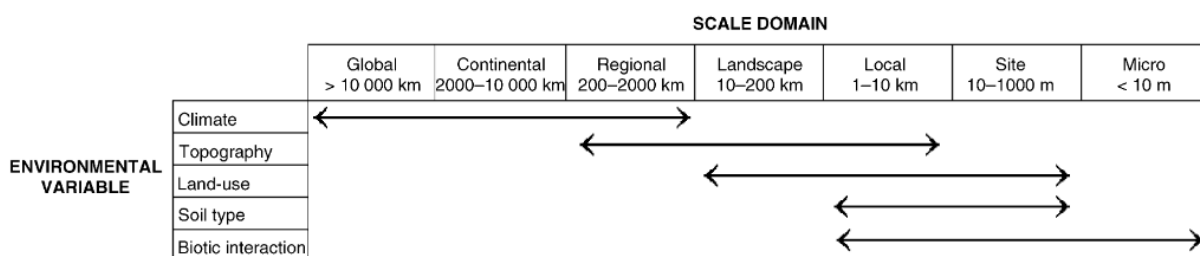 SCALE DOMAIN
Global Continental Regional Landscape Local Site Micro
> 10 000 km 2000–10 000 km 200–2000 km 10–200 km 1–10 km 10–1000 m < 10 m
ENVIRONMENTAL
VARIABLE
Climate
Topography
Land-use
Soil type
Biotic interaction